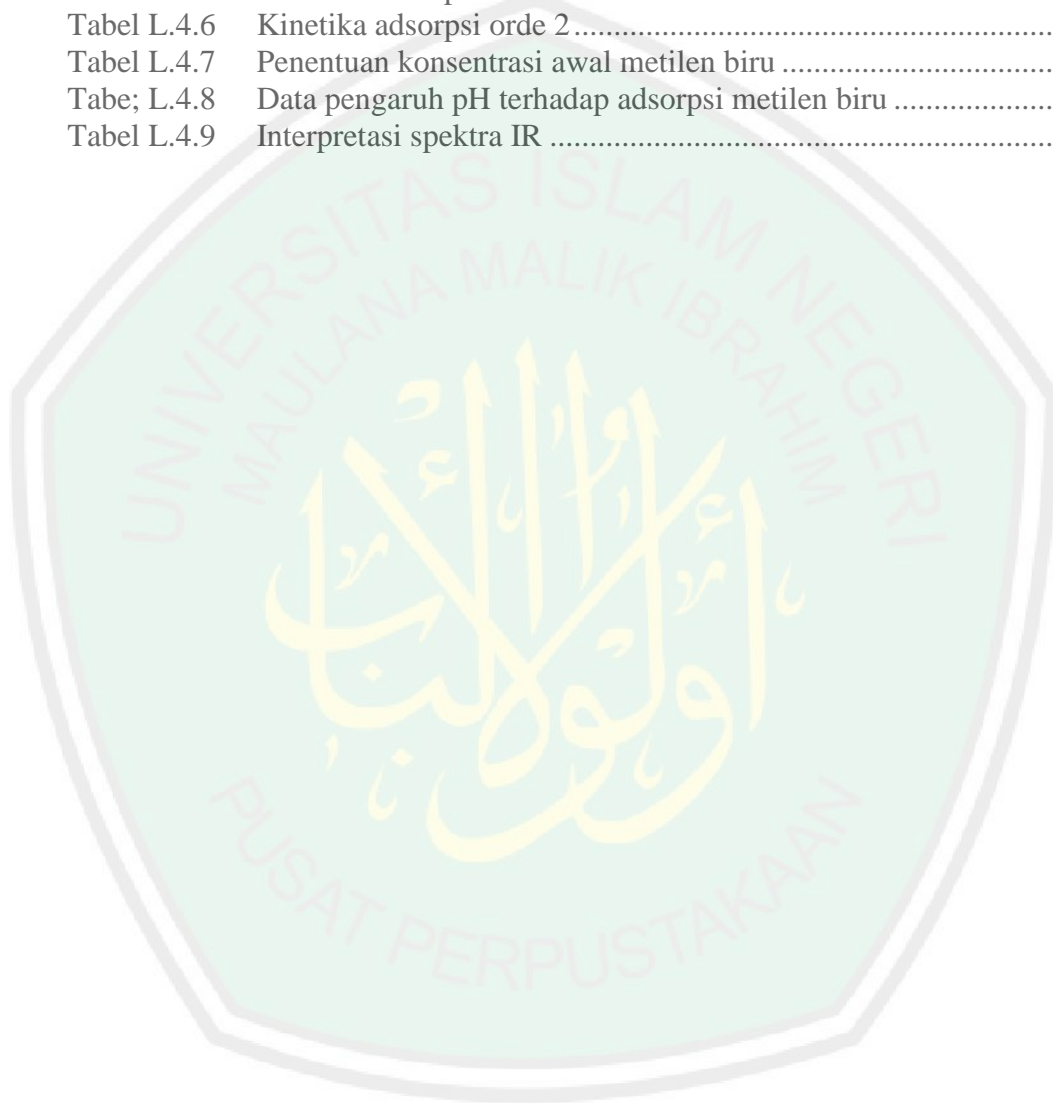 Tabel L.4.6 Kinetika adsorpsi orde 2
Tabel L.4.7 Penentuan konsentrasi awal metilen biru
Tabe; L.4.8 Data pengaruh pH terhadap adsorpsi metilen biru
Tabel L.4.9 Interpretasi spektra IR
UNIVERSITAS ISLAM NEGERI
MAULANA MALIK IBRAHIM
PUSAT PERPUSTAKAAN